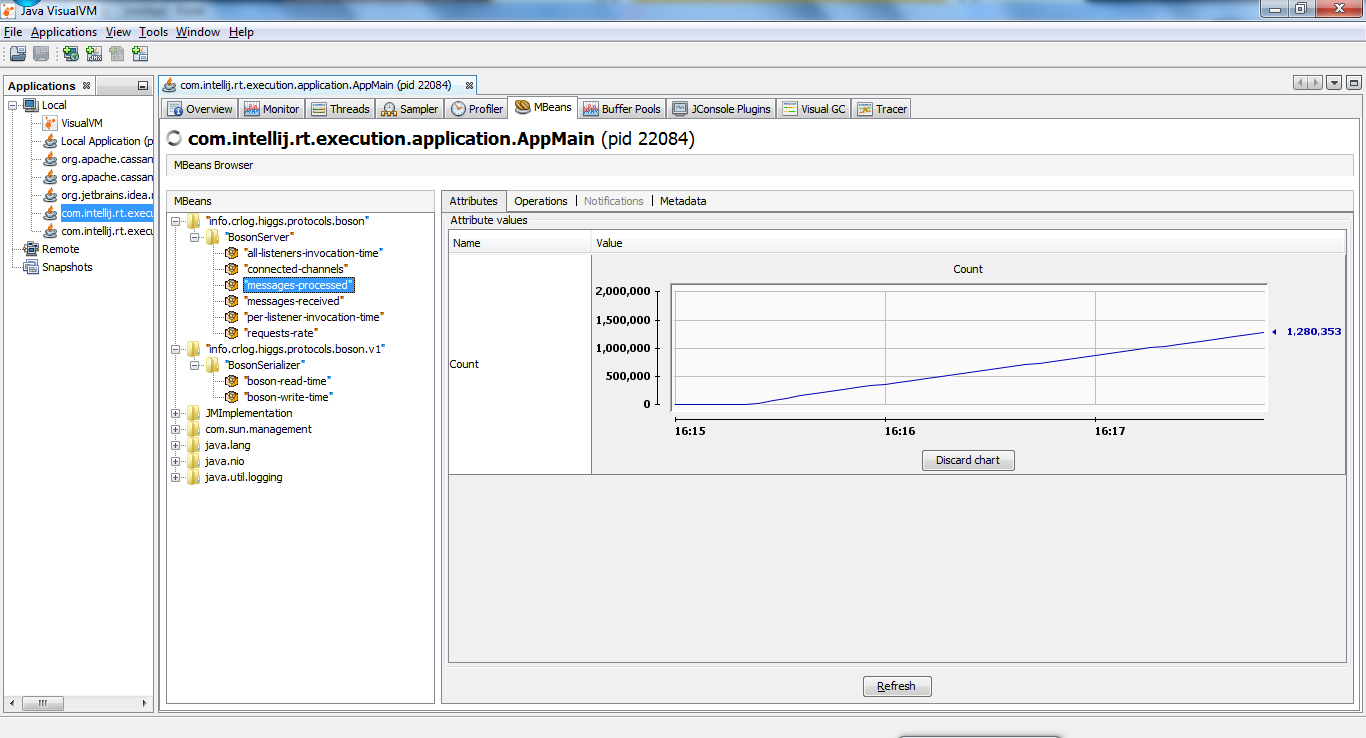 Java VisualVM
File Applications View Tools Window Help
Applications
Local
VisualVM
Local Application (p
org.apache.cassan
org.apache.cassan
org.jetbrains.idea.
com.intellij.rt.exec
com.intellij.rt.exec
Remote
Snapshots
com.intellij.rt.execution.application.AppMain (pid 22084)
Overview Monitor Threads Sampler Profiler MBeans Buffer Pools JConsole Plugins Visual GC Tracer
com.intellij.rt.execution.application.AppMain (pid 22084)
MBeans Browser
MBeans
"info.crlog.higgs.protocols.boson"
"BosonServer"
"all-listeners-invocation-time"
"connected-channels"
"messages-processed"
"messages-received"
"per-listener-invocation-time"
"requests-rate"
"info.crlog.higgs.protocols.boson.v1"
"BosonSerializer"
"boson-read-time"
"boson-write-time"
JMImplementation
com.sun.management
java.lang
java.nio
java.util.logging
Attributes Operations Notifications Metadata
Attribute values
Name Value
Count
Count
2,000,000
1,500,000
1,000,000
500,000
0
1,280,353
16:15 16:16 16:17
Discard chart
Refresh